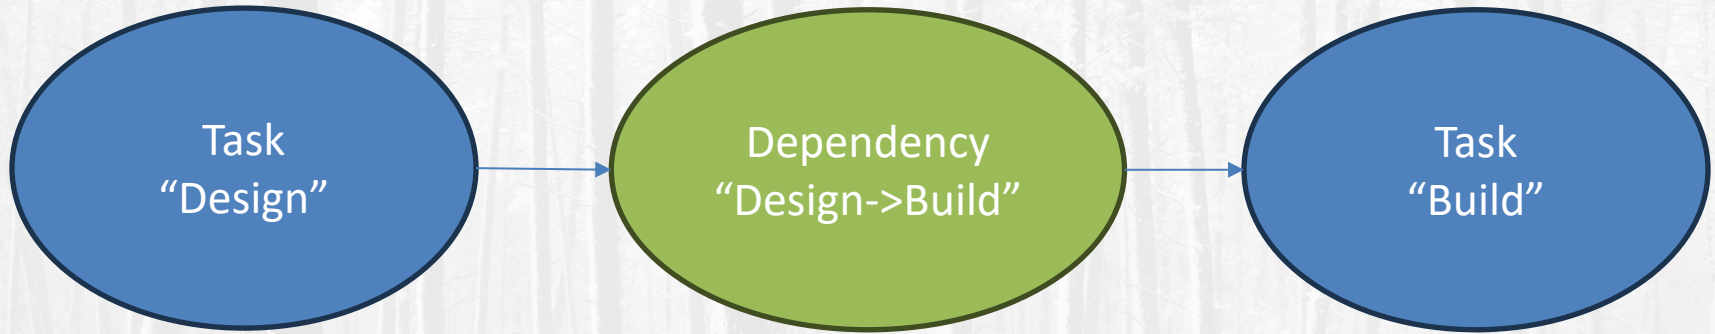 Task
“Design”
Dependency
“Design->Build”
Task
“Build”